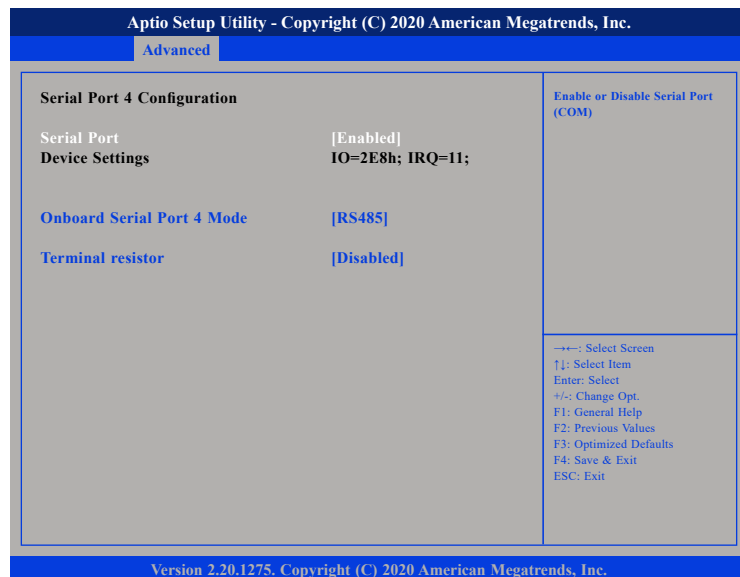 Aptio Setup Utility - Copyright (C) 2020 American Megatrends, Inc.
Advanced
Serial Port 4 Configuration
Serial Port [Enabled]
Device Settings IO=2E8h; IRQ=11;
Onboard Serial Port 4 Mode [RS485]
Terminal resistor [Disabled]
Enable or Disable Serial Port
(COM)
→←: Select Screen
↑↓: Select Item
Enter: Select
+/-: Change Opt.
F1: General Help
F2: Previous Values
F3: Optimized Defaults
F4: Save & Exit
ESC: Exit
Version 2.20.1275. Copyright (C) 2020 American Megatrends, Inc.